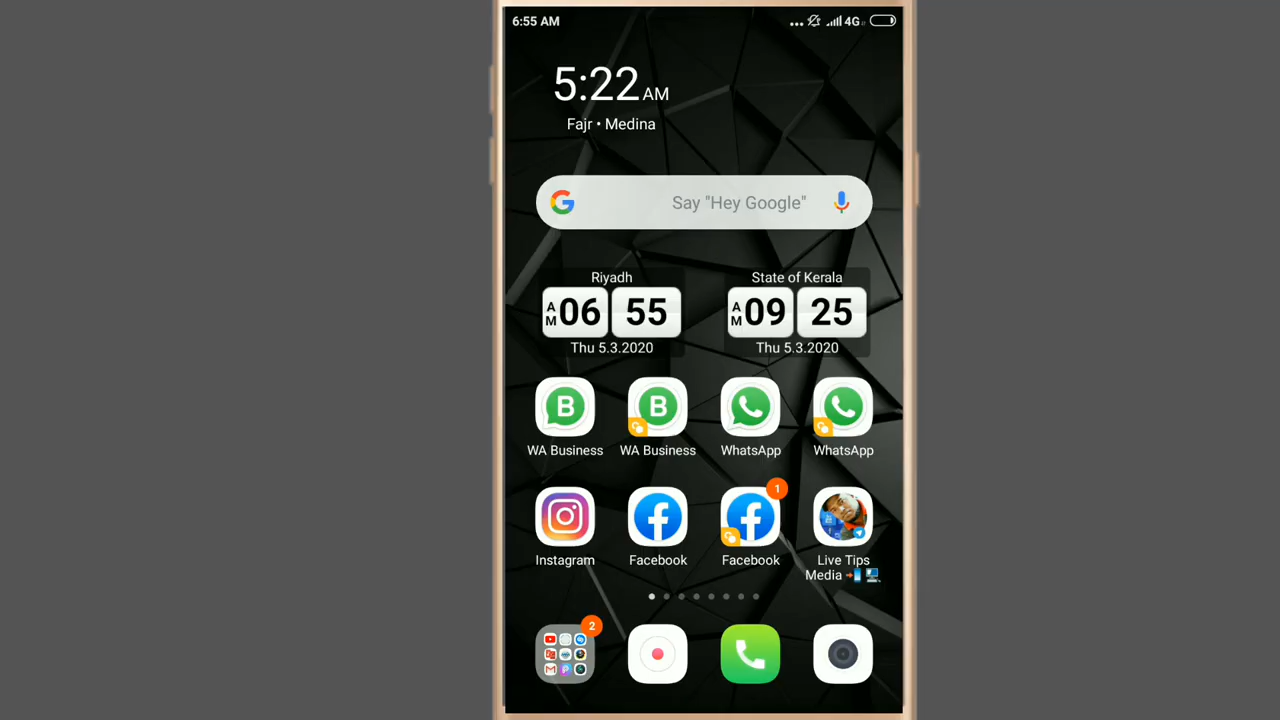 6:55 AM
4G
5:22 AM
Fajr • Medina
Say "Hey Google"
Riyadh
State of Kerala
AM 06 55
AM 09 25
Thu 5.3.2020
Thu 5.3.2020
B
B
WA Business
WA Business
WhatsApp
WhatsApp
1
Instagram
Facebook
Facebook
Live Tips
Media
2